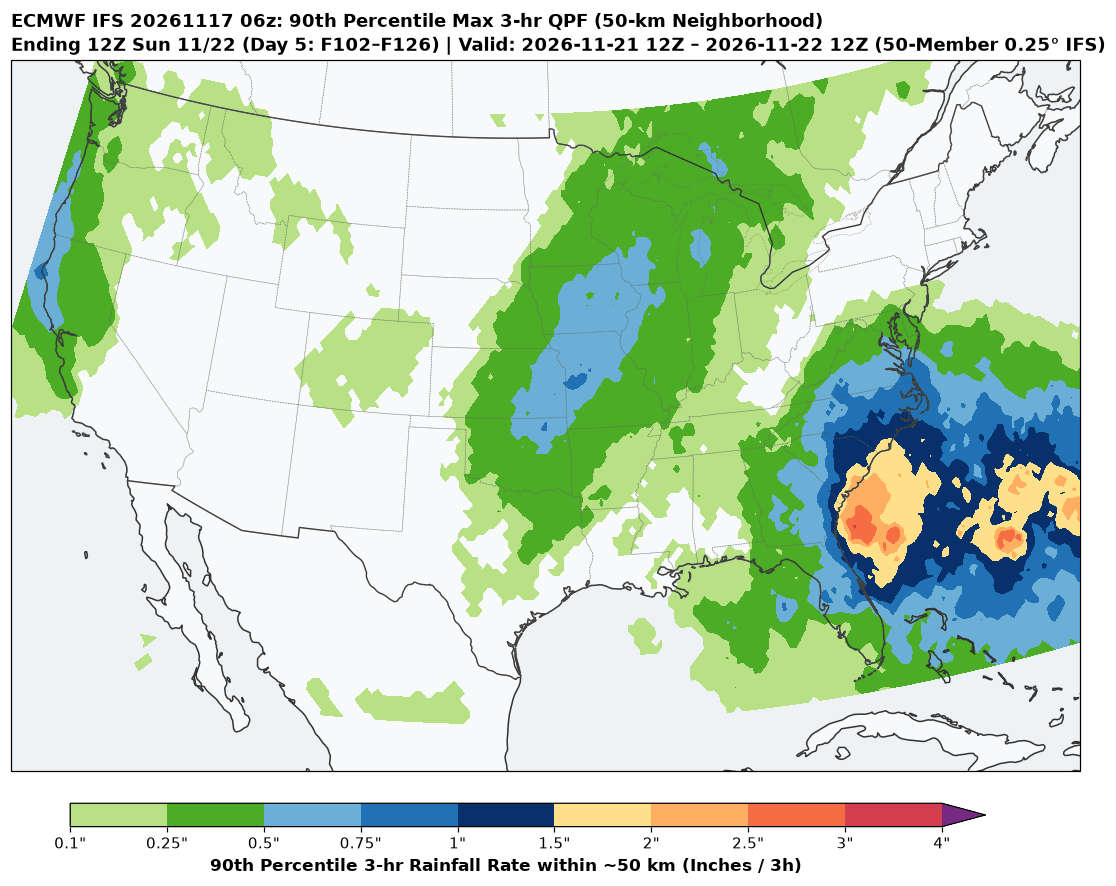 ECMWF IFS 20261117 06z: 90th Percentile Max 3-hr QPF (50-km Neighborhood)
Ending 12Z Sun 11/22 (Day 5: F102–F126) | Valid: 2026-11-21 12Z – 2026-11-22 12Z (50-Member 0.25° IFS)
0.1" 0.25" 0.5" 0.75" 1" 1.5" 2" 2.5" 3" 4"
90th Percentile 3-hr Rainfall Rate within ~50 km (Inches / 3h)